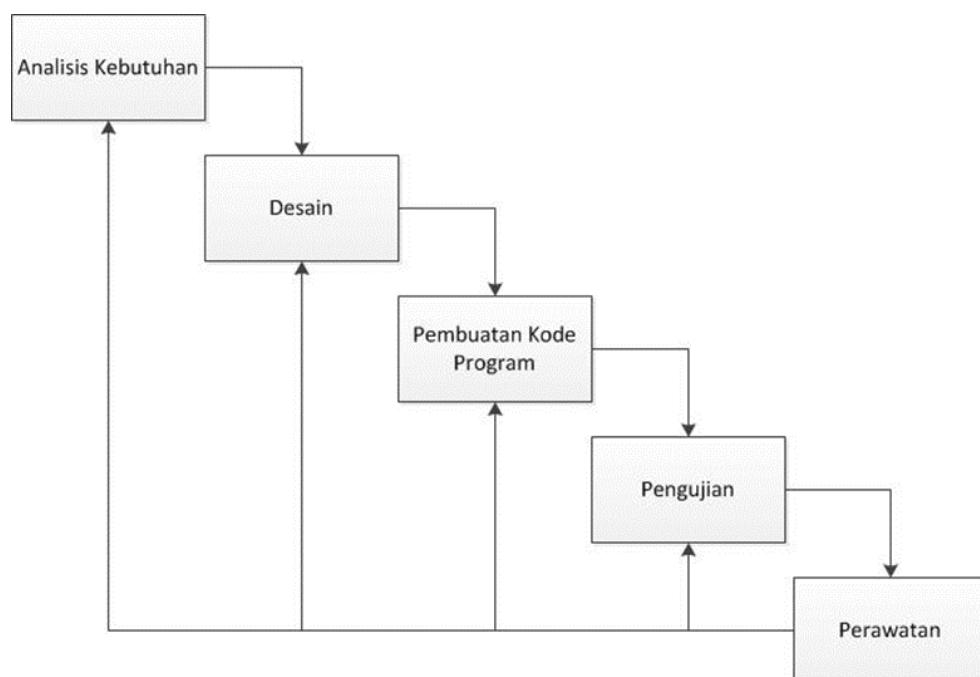 Analisis Kebutuhan
Desain
Pembuatan Kode
Program
Pengujian
Perawatan